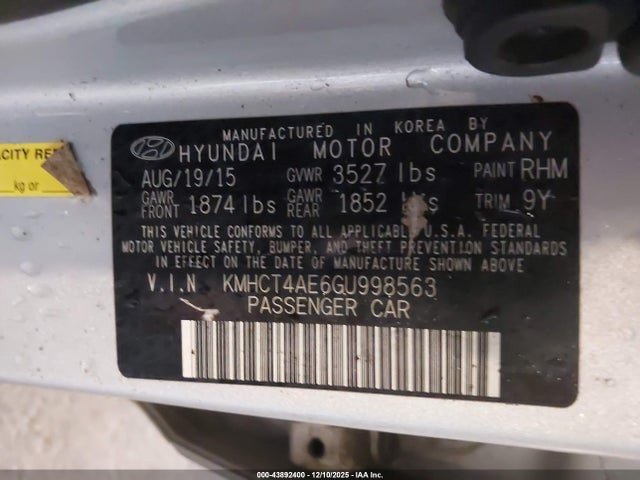 MANUFACTURED IN KOREA BY
HYUNDAI MOTOR COMPANY
AUG/19/15 GVWR 3527 lbs PAINT RHM
GAWR FRONT 1874 lbs GAWR REAR 1852 lbs TRIM 9Y
THIS VEHICLE CONFORMS TO ALL APPLICABLE U.S.A. FEDERAL
MOTOR VEHICLE SAFETY, BUMPER, AND THEFT PREVENTION STANDARDS
IN EFFECT ON THE DATE OF MANUFACTURE SHOWN ABOVE.
V.I.N KMHCT4AE6GU998563
PASSENGER CAR
ACITY RE
kg or
000-43892400 - 12/10/2025 - IAA Inc.